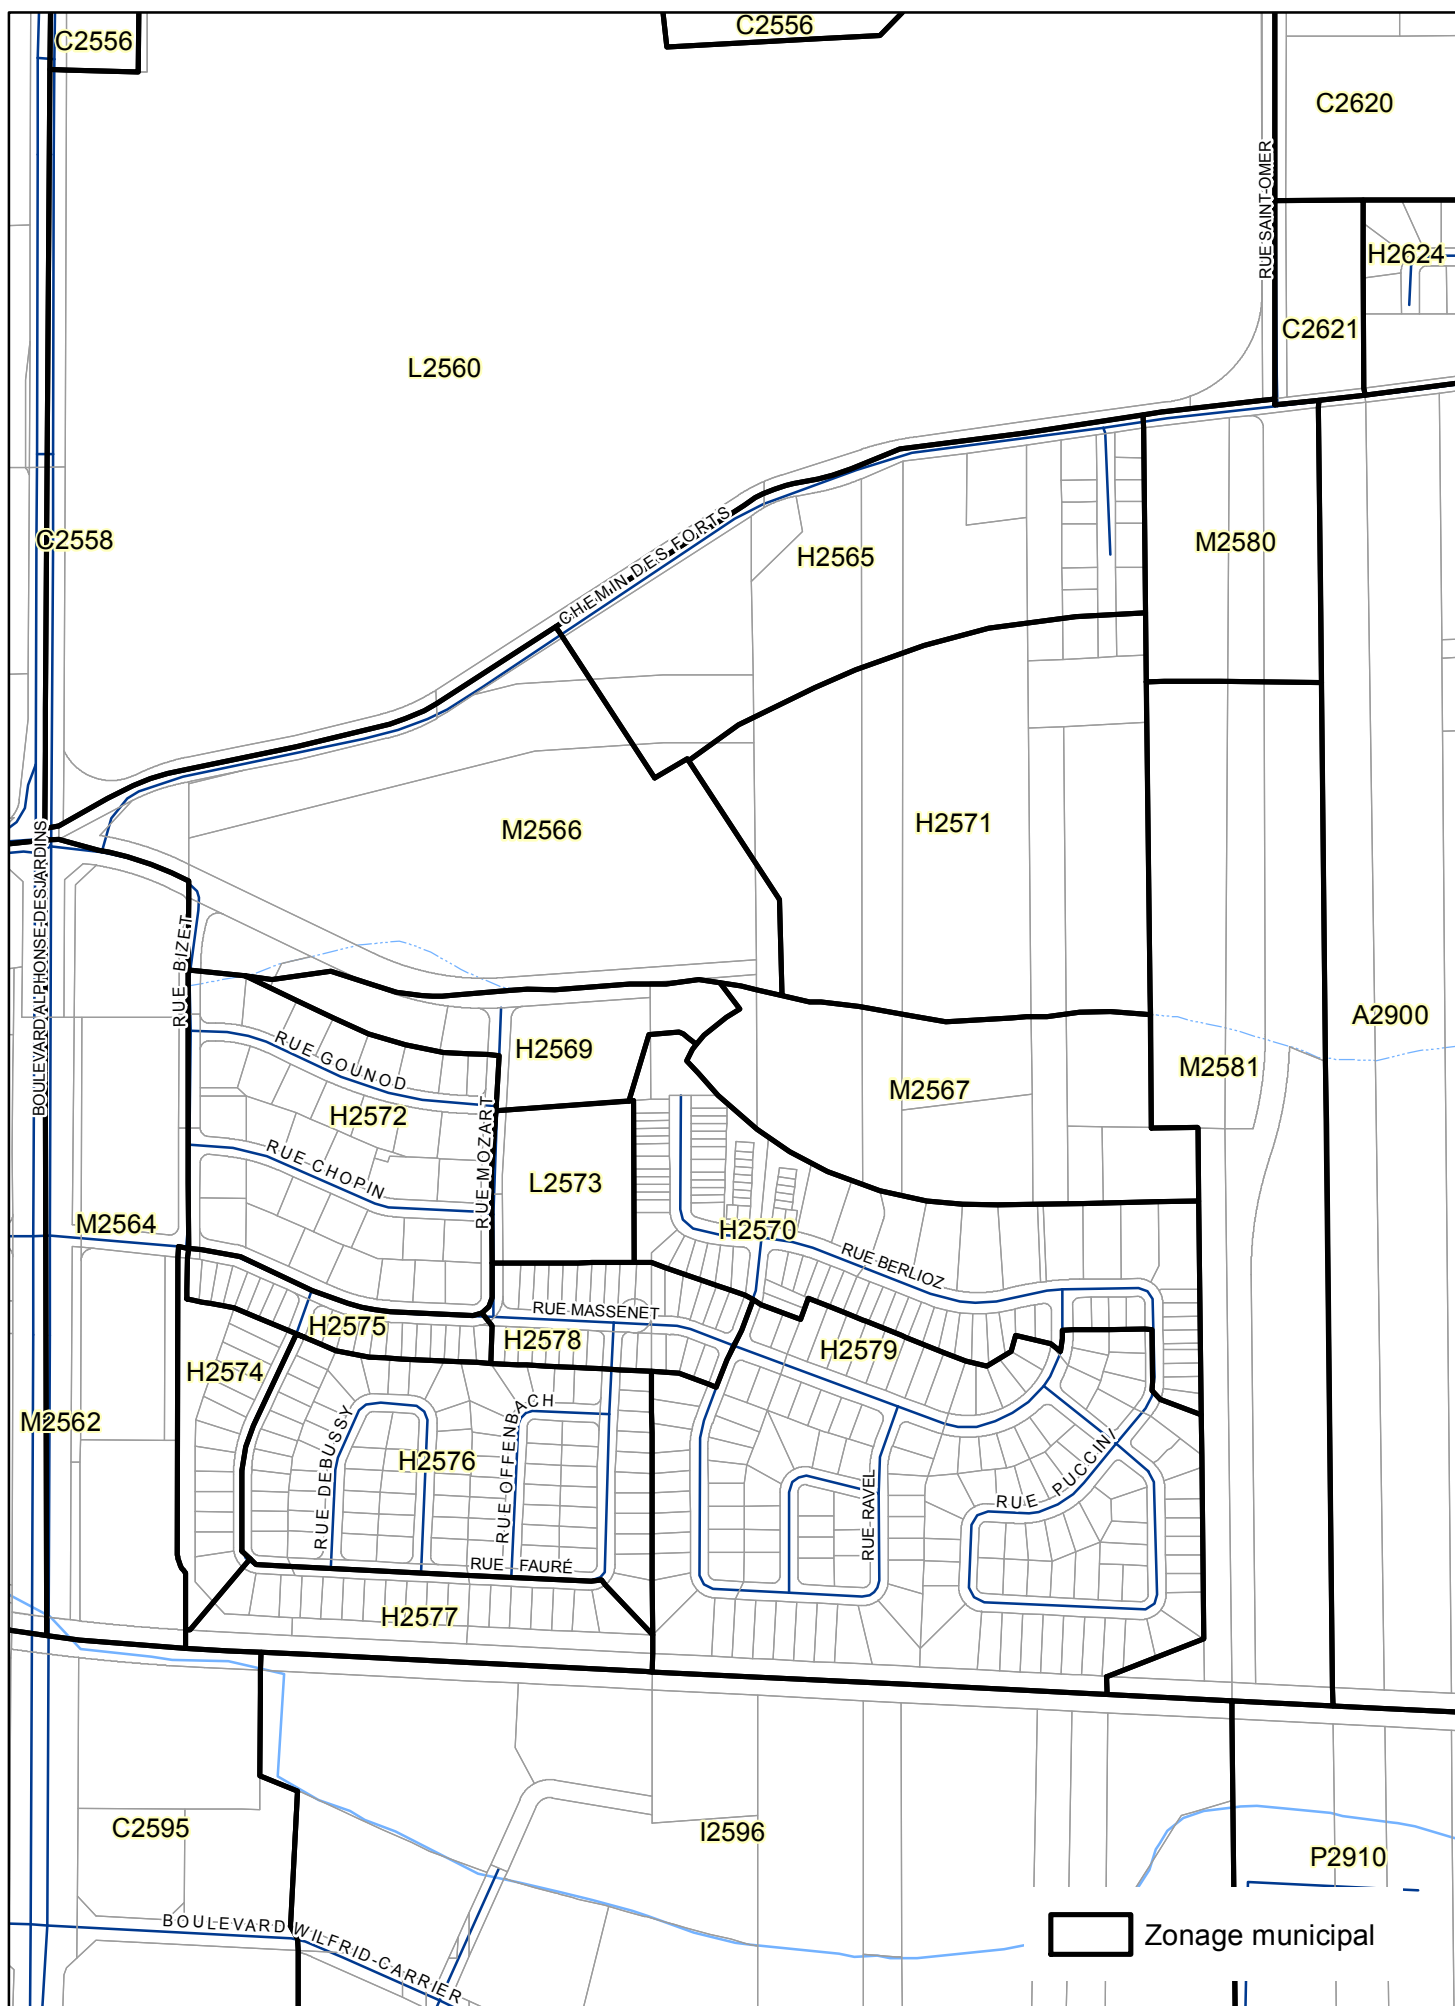 C2556
C2556
C2620
RUE SAINT-OMER
H2624
C2621
L2560
CHEMIN DES FORTS
C2558
H2565
M2580
M2566
H2571
BOULEVARD ALPHONSE-DESJARDINS
RUE BIZET
A2900
RUE GOUNOD
H2569
M2581
M2567
H2572
RUE MOZART
RUE CHOPIN
L2573
M2564
H2570
RUE BERLIOZ
RUE MASSENET
H2575
H2578
H2579
H2574
M2562
RUE DEBUSSY
H2576
RUE OFFENBACH
RUE RAVEL
RUE PUCCINI
RUE FAURÉ
H2577
C2595
I2596
P2910
BOULEVARD WILFRID-CARRIER
Zonage municipal